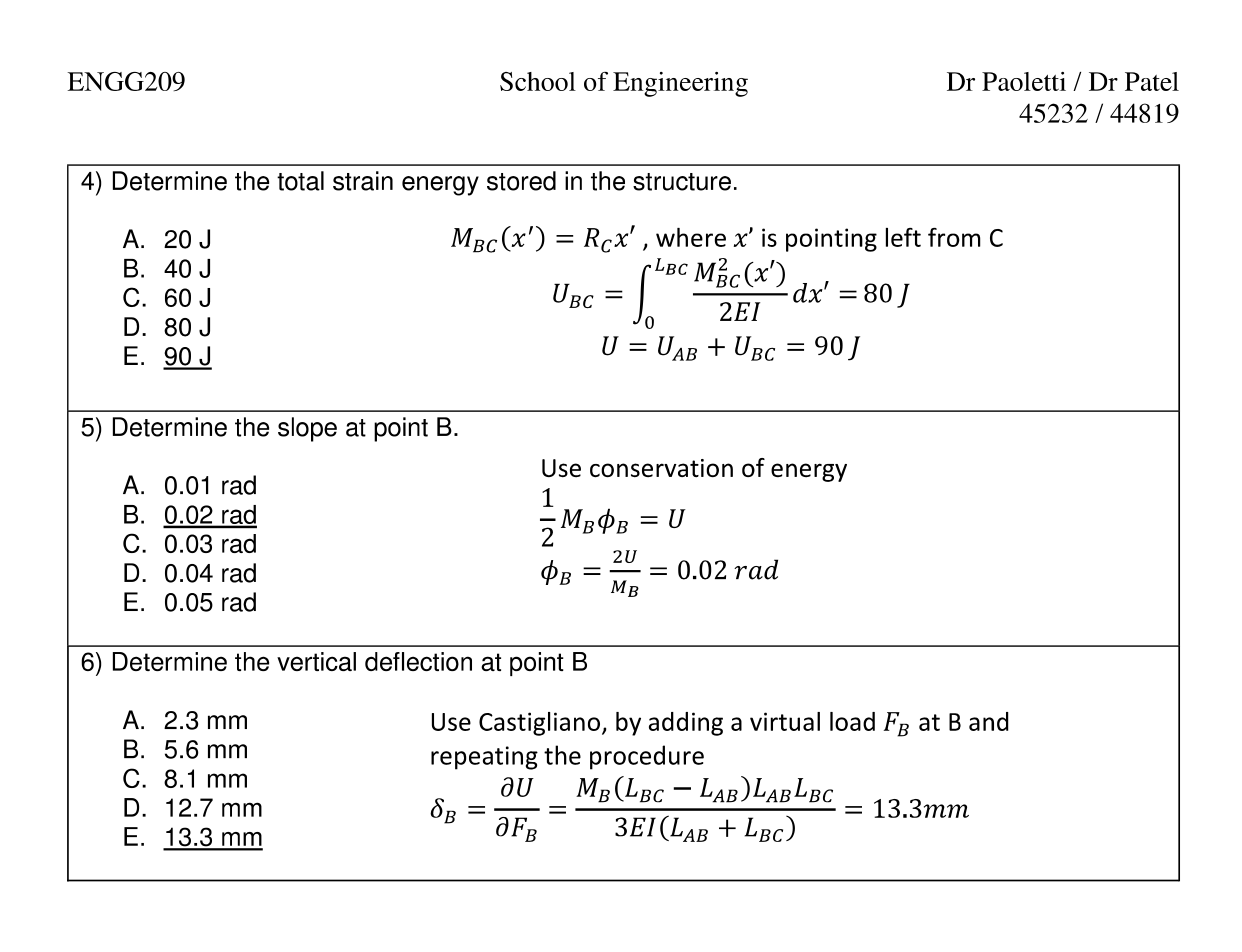 ENGG209 School of Engineering Dr Paoletti / Dr Patel
45232 / 44819
4) Determine the total strain energy stored in the structure.
A. 20 J
B. 40 J
C. 60 J
D. 80 J
E. 90 J
M_{BC}(x′) = R_C x′ , where x′ is pointing left from C
U_{BC} = ∫_0^{L_{BC}} \frac{M_{BC}^2(x′)}{2EI} dx′ = 80 J
U = U_{AB} + U_{BC} = 90 J
5) Determine the slope at point B.
A. 0.01 rad
B. 0.02 rad
C. 0.03 rad
D. 0.04 rad
E. 0.05 rad
Use conservation of energy
\frac{1}{2} M_B ϕ_B = U
ϕ_B = \frac{2U}{M_B} = 0.02 rad
6) Determine the vertical deflection at point B
A. 2.3 mm
B. 5.6 mm
C. 8.1 mm
D. 12.7 mm
E. 13.3 mm
Use Castigliano, by adding a virtual load F_B at B and
repeating the procedure
δ_B = \frac{∂U}{∂F_B} = \frac{M_B(L_{BC} − L_{AB})L_{AB}L_{BC}}{3EI(L_{AB} + L_{BC})} = 13.3mm